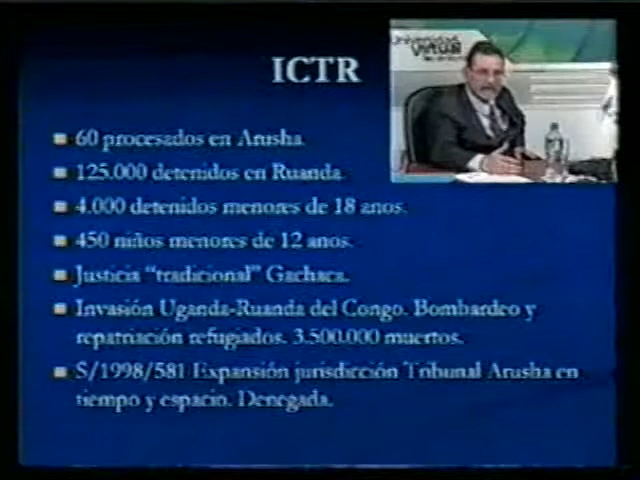 ICTR
Universidad
Virtual
60 procesados en Arusha.
125.000 detenidos en Ruanda.
4.000 detenidos menores de 18 anos.
450 niños menores de 12 anos.
Justicia “tradicional” Gachaca.
Invasión Uganda-Ruanda del Congo. Bombardeo y
repatriación refugiados. 3.500.000 muertos.
S/1998/581 Expansión jurisdicción Tribunal Arusha en
tiempo y espacio. Denegada.